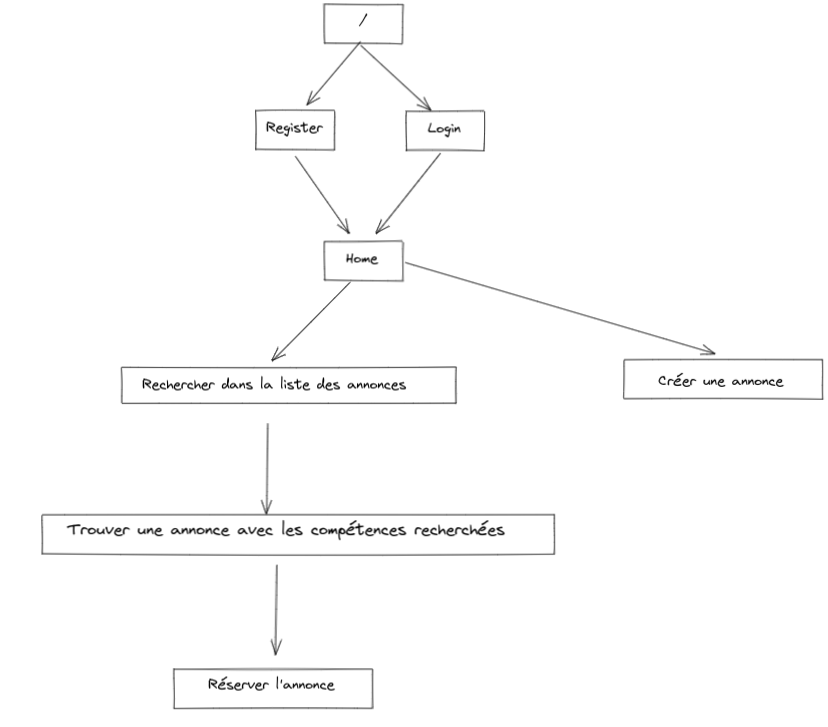 /
Register
Login
Home
Rechercher dans la liste des annonces
Créer une annonce
Trouver une annonce avec les compétences recherchées
Réserver l'annonce